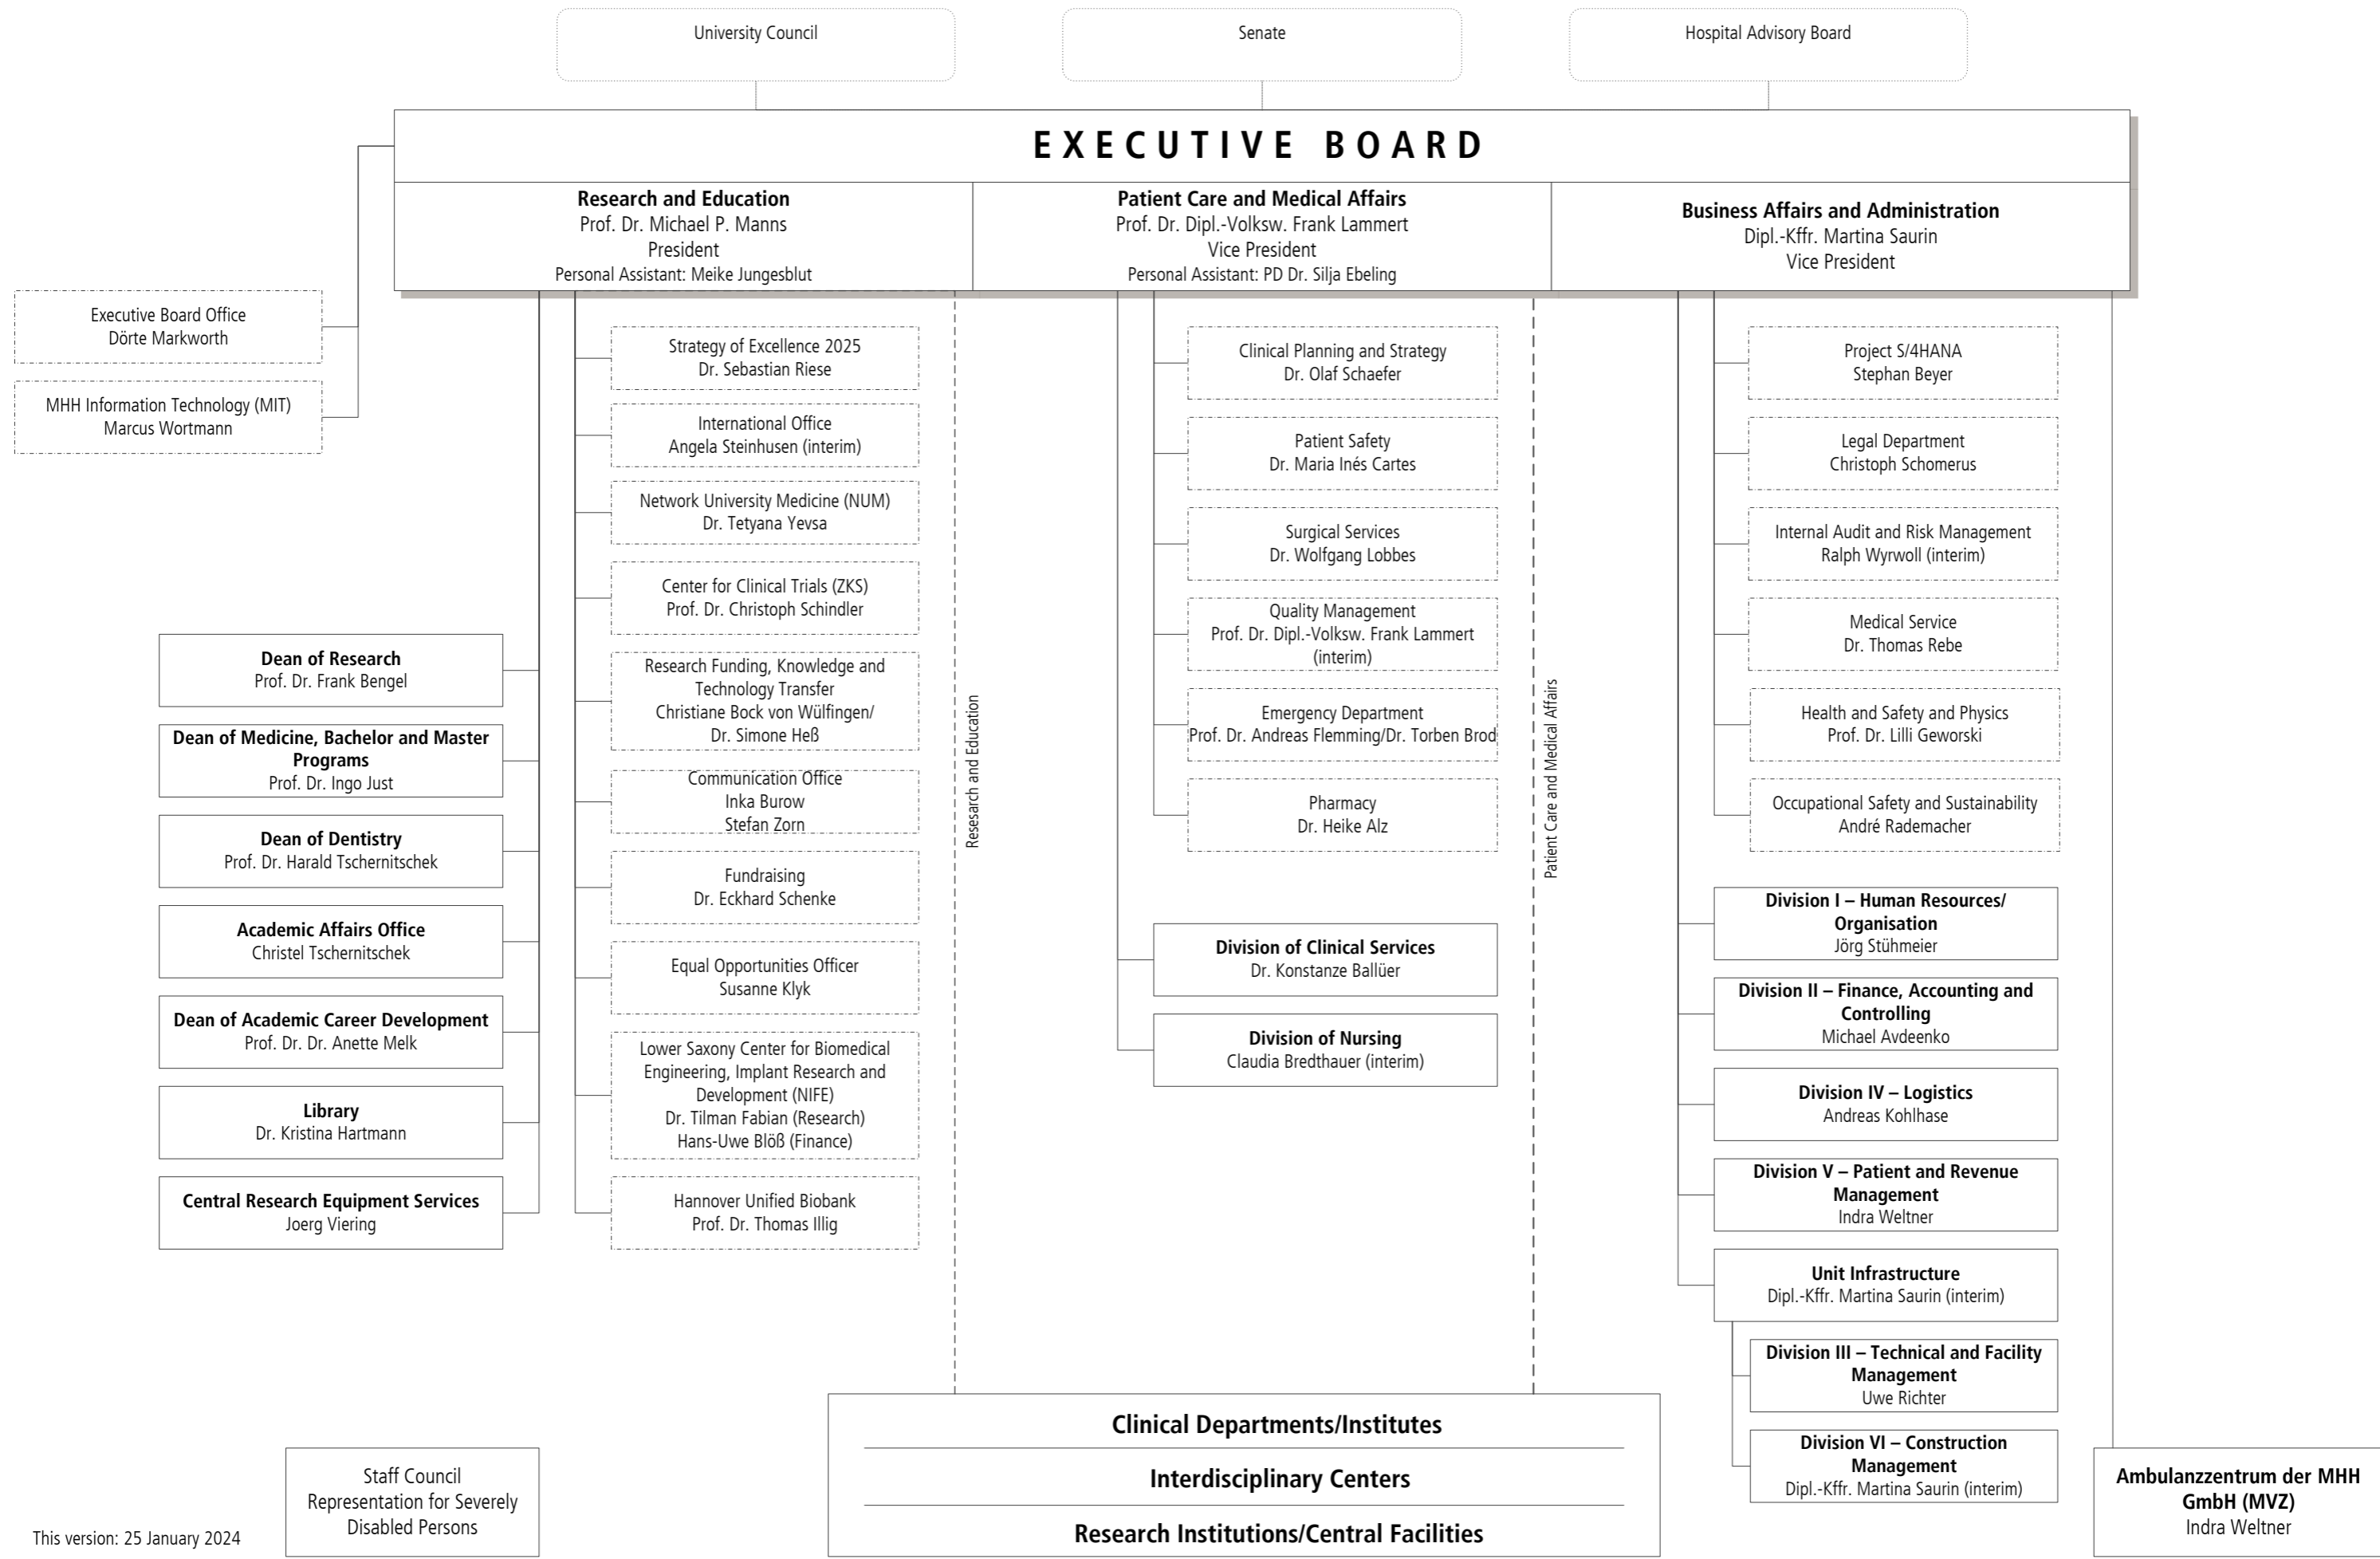 University Council
Senate
Hospital Advisory Board
EXECUTIVE BOARD
Research and Education
Prof. Dr. Michael P. Manns
President
Personal Assistant: Meike Jungesblut
Patient Care and Medical Affairs
Prof. Dr. Dipl.-Volksw. Frank Lammert
Vice President
Personal Assistant: PD Dr. Silja Ebeling
Business Affairs and Administration
Dipl.-Kffr. Martina Saurin
Vice President
Executive Board Office
Dörte Markworth
MHH Information Technology (MIT)
Marcus Wortmann
Dean of Research
Prof. Dr. Frank Bengel
Dean of Medicine, Bachelor and Master
Programs
Prof. Dr. Ingo Just
Dean of Dentistry
Prof. Dr. Harald Tschernitschek
Academic Affairs Office
Christel Tschernitschek
Dean of Academic Career Development
Prof. Dr. Dr. Anette Melk
Library
Dr. Kristina Hartmann
Central Research Equipment Services
Joerg Viering
Strategy of Excellence 2025
Dr. Sebastian Riese
International Office
Angela Steinhusen (interim)
Network University Medicine (NUM)
Dr. Tetyana Yevsa
Center for Clinical Trials (ZKS)
Prof. Dr. Christoph Schindler
Research Funding, Knowledge and
Technology Transfer
Christiane Bock von Wülfingen/
Dr. Simone Heß
Communication Office
Inka Burow
Stefan Zorn
Fundraising
Dr. Eckhard Schenke
Equal Opportunities Officer
Susanne Klyk
Lower Saxony Center for Biomedical
Engineering, Implant Research and
Development (NIFE)
Dr. Tilman Fabian (Research)
Hans-Uwe Blöß (Finance)
Hannover Unified Biobank
Prof. Dr. Thomas Illig
Resesarch and Education
Clinical Planning and Strategy
Dr. Olaf Schaefer
Patient Safety
Dr. Maria Inés Cartes
Surgical Services
Dr. Wolfgang Lobbes
Quality Management
Prof. Dr. Dipl.-Volksw. Frank Lammert
(interim)
Emergency Department
Prof. Dr. Andreas Flemming/Dr. Torben Brod
Pharmacy
Dr. Heike Alz
Division of Clinical Services
Dr. Konstanze Ballüer
Division of Nursing
Claudia Bredthauer (interim)
Patient Care and Medical Affairs
Project S/4HANA
Stephan Beyer
Legal Department
Christoph Schomerus
Internal Audit and Risk Management
Ralph Wyrwoll (interim)
Medical Service
Dr. Thomas Rebe
Health and Safety and Physics
Prof. Dr. Lilli Geworski
Occupational Safety and Sustainability
André Rademacher
Division I – Human Resources/
Organisation
Jörg Stühmeier
Division II – Finance, Accounting and
Controlling
Michael Avdeenko
Division IV – Logistics
Andreas Kohlhase
Division V – Patient and Revenue
Management
Indra Weltner
Unit Infrastructure
Dipl.-Kffr. Martina Saurin (interim)
Division III – Technical and Facility
Management
Uwe Richter
Division VI – Construction
Management
Dipl.-Kffr. Martina Saurin (interim)
Ambulanzzentrum der MHH
GmbH (MVZ)
Indra Weltner
Clinical Departments/Institutes
Interdisciplinary Centers
Research Institutions/Central Facilities
Staff Council
Representation for Severely
Disabled Persons
This version: 25 January 2024